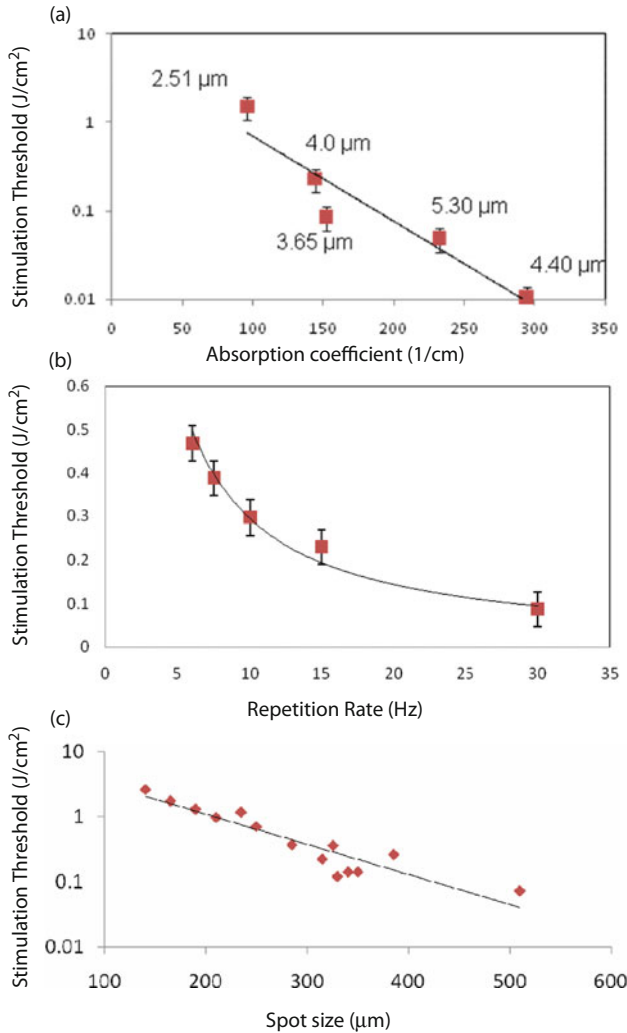 (a)
Stimulation Threshold (J/cm²)
10
1
0.1
0.01
2.51 µm
4.0 µm
3.65 µm
5.30 µm
4.40 µm
0 50 100 150 200 250 300 350
Absorption coefficient (1/cm)
(b)
Stimulation Threshold (J/cm²)
0.6
0.5
0.4
0.3
0.2
0.1
0
0 5 10 15 20 25 30 35
Repetition Rate (Hz)
(c)
Stimulation Threshold (J/cm²)
10
1
0.1
0.01
100 200 300 400 500 600
Spot size (µm)